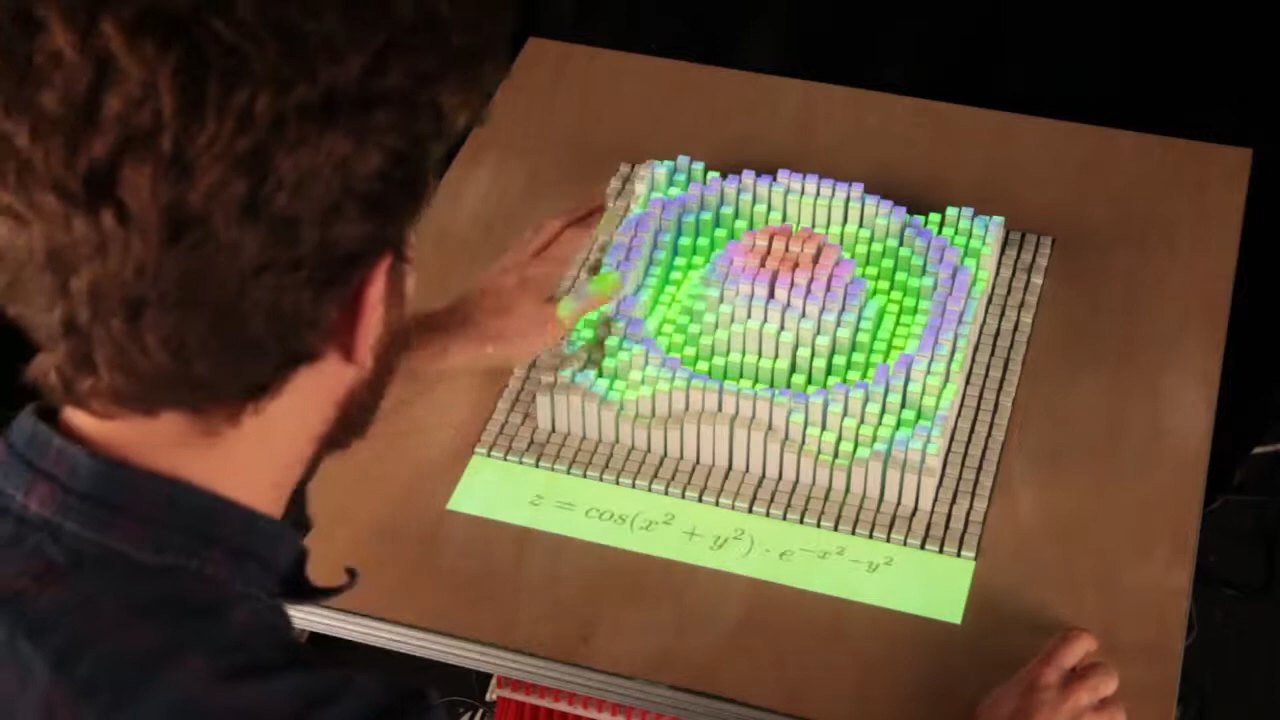 z = cos(x² + y²) · e^{-x²-y²}